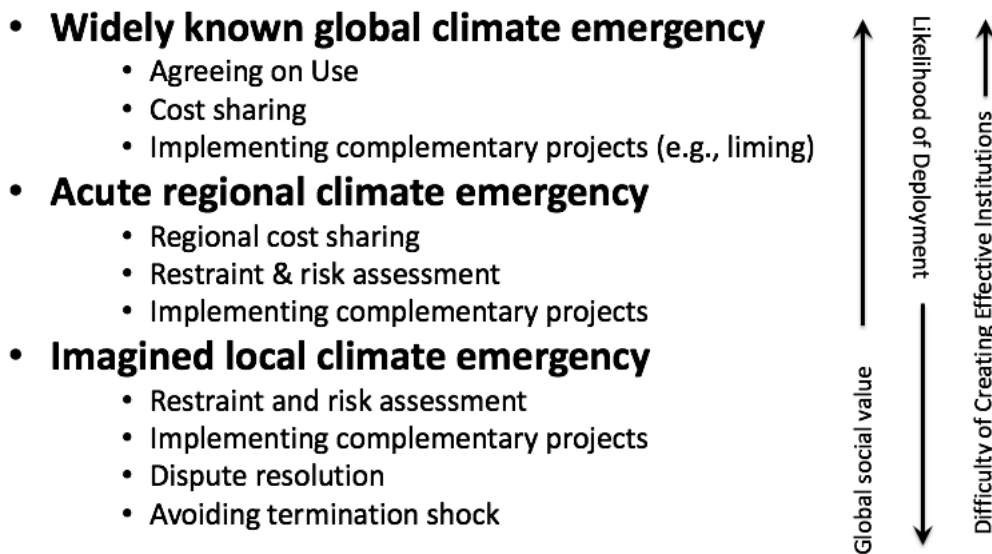 • Widely known global climate emergency
• Agreeing on Use
• Cost sharing
• Implementing complementary projects (e.g., liming)
• Acute regional climate emergency
• Regional cost sharing
• Restraint & risk assessment
• Implementing complementary projects
• Imagined local climate emergency
• Restraint and risk assessment
• Implementing complementary projects
• Dispute resolution
• Avoiding termination shock
Global social value
Likelihood of Deployment
Difficulty of Creating Effective Institutions